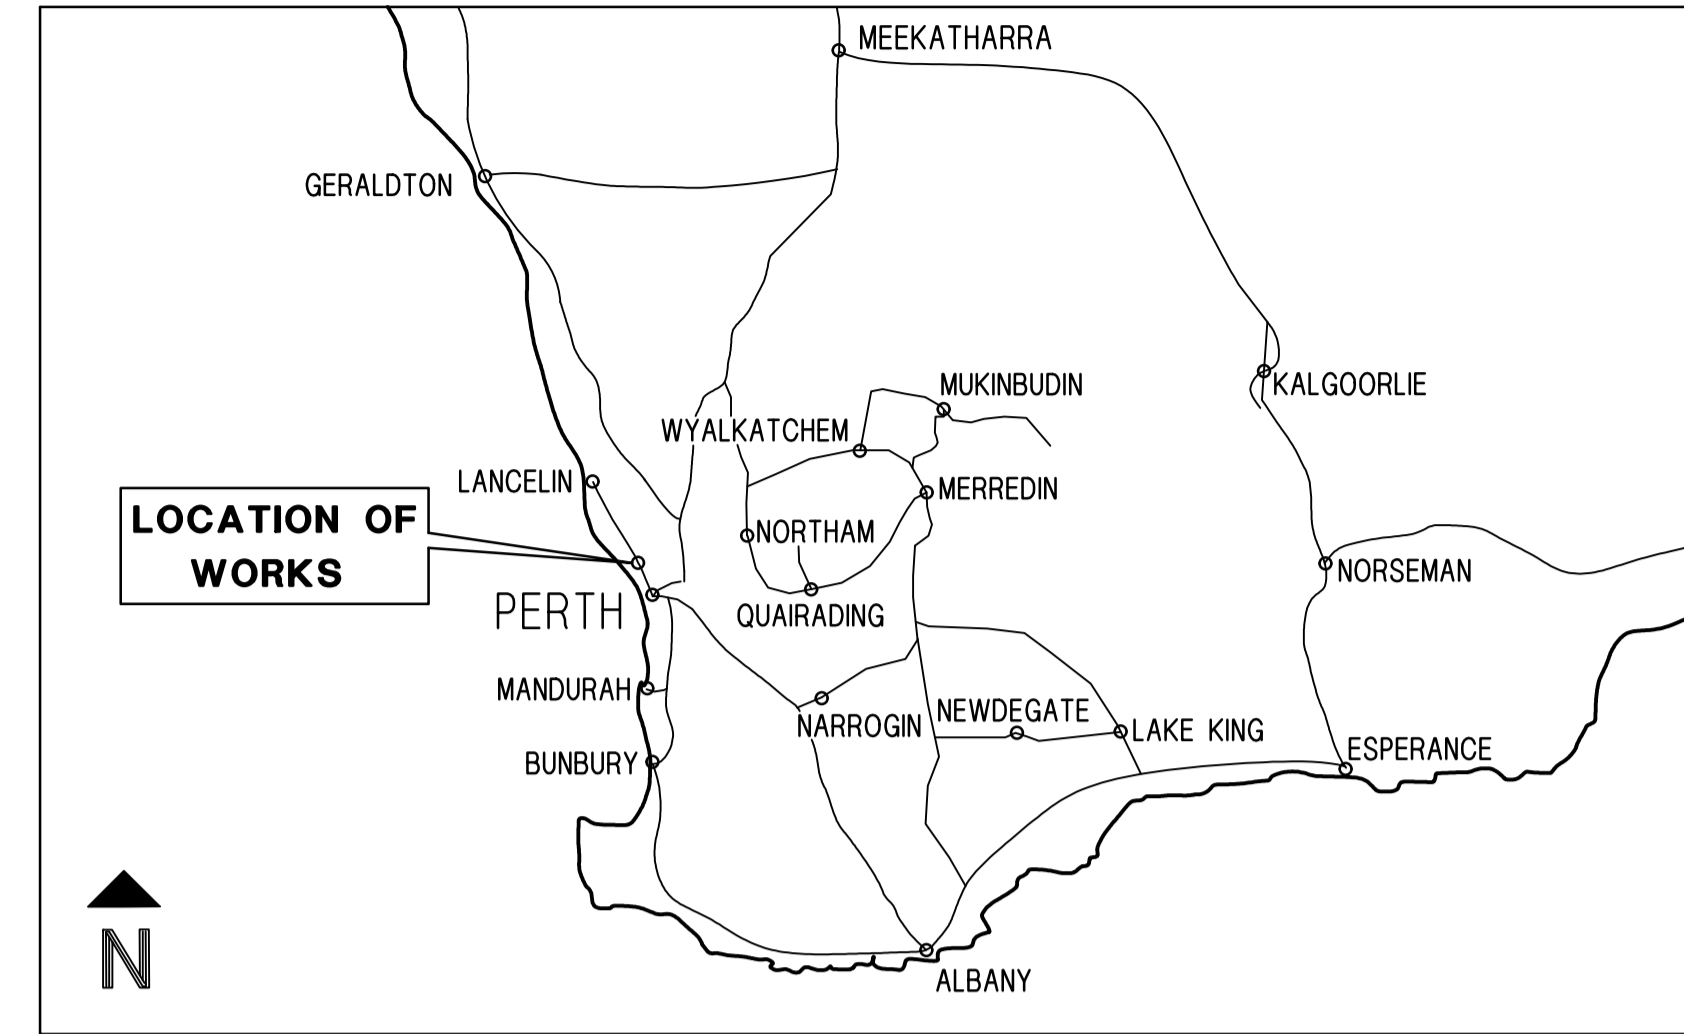 MEEKATHARRA
GERALDTON
MUKINBUDIN
KALGOORLIE
WYALKATCHEM
LANCELIN
MERREDIN
LOCATION OF
WORKS
NORTHAM
NORSEMAN
PERTH
QUAIRADING
MANDURAH
NARROGIN
NEWDEGATE
LAKE KING
BUNBURY
ESPERANCE
N
ALBANY